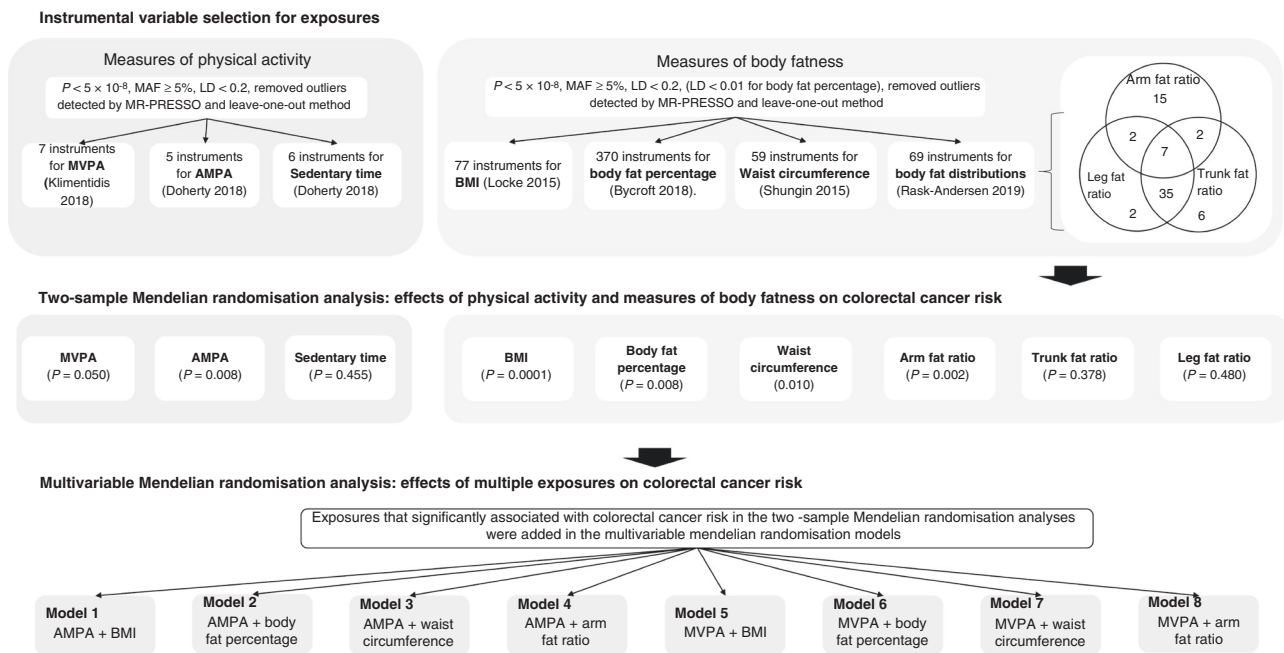 Instrumental variable selection for exposures
Measures of physical activity
P < 5 × 10-8, MAF ≥ 5%, LD < 0.2, removed outliers
detected by MR-PRESSO and leave-one-out method
7 instruments
for MVPA
(Klimentidis
2018)
5 instruments
for AMPA
(Doherty 2018)
6 instruments for
Sedentary time
(Doherty 2018)
Measures of body fatness
P < 5 × 10-8, MAF ≥ 5%, LD < 0.2, (LD < 0.01 for body fat percentage), removed outliers
detected by MR-PRESSO and leave-one-out method
77 instruments for
BMI (Locke 2015)
370 instruments for
body fat percentage
(Bycroft 2018).
59 instruments for
Waist circumference
(Shungin 2015)
69 instruments for
body fat distributions
(Rask-Andersen 2019)
Arm fat ratio
15
2
2
7
Leg fat
ratio
Trunk fat
ratio
35
2
6
Two-sample Mendelian randomisation analysis: effects of physical activity and measures of body fatness on colorectal cancer risk
MVPA
(P = 0.050)
AMPA
(P = 0.008)
Sedentary time
(P = 0.455)
BMI
(P = 0.0001)
Body fat
percentage
(P = 0.008)
Waist
circumference
(0.010)
Arm fat ratio
(P = 0.002)
Trunk fat ratio
(P = 0.378)
Leg fat ratio
(P = 0.480)
Multivariable Mendelian randomisation analysis: effects of multiple exposures on colorectal cancer risk
Exposures that significantly associated with colorectal cancer risk in the two -sample Mendelian randomisation analyses
were added in the multivariable mendelian randomisation models
Model 1
AMPA + BMI
Model 2
AMPA + body
fat percentage
Model 3
AMPA + waist
circumference
Model 4
AMPA + arm
fat ratio
Model 5
MVPA + BMI
Model 6
MVPA + body
fat percentage
Model 7
MVPA + waist
circumference
Model 8
MVPA + arm
fat ratio